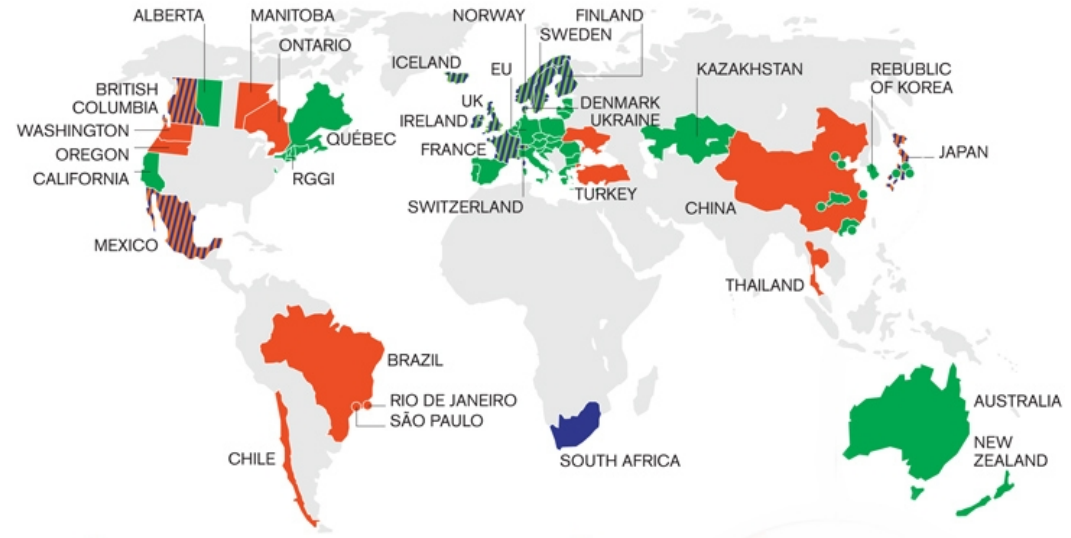 ALBERTA
MANITOBA
ONTARIO
BRITISH
COLUMBIA
WASHINGTON
OREGON
CALIFORNIA
QUÉBEC
RGGI
MEXICO
NORWAY
FINLAND
SWEDEN
ICELAND
EU
UK
IRELAND
DENMARK
UKRAINE
FRANCE
SWITZERLAND
TURKEY
KAZAKHSTAN
REBUBLIC
OF KOREA
JAPAN
CHINA
THAILAND
BRAZIL
RIO DE JANEIRO
SÃO PAULO
CHILE
SOUTH AFRICA
AUSTRALIA
NEW
ZEALAND